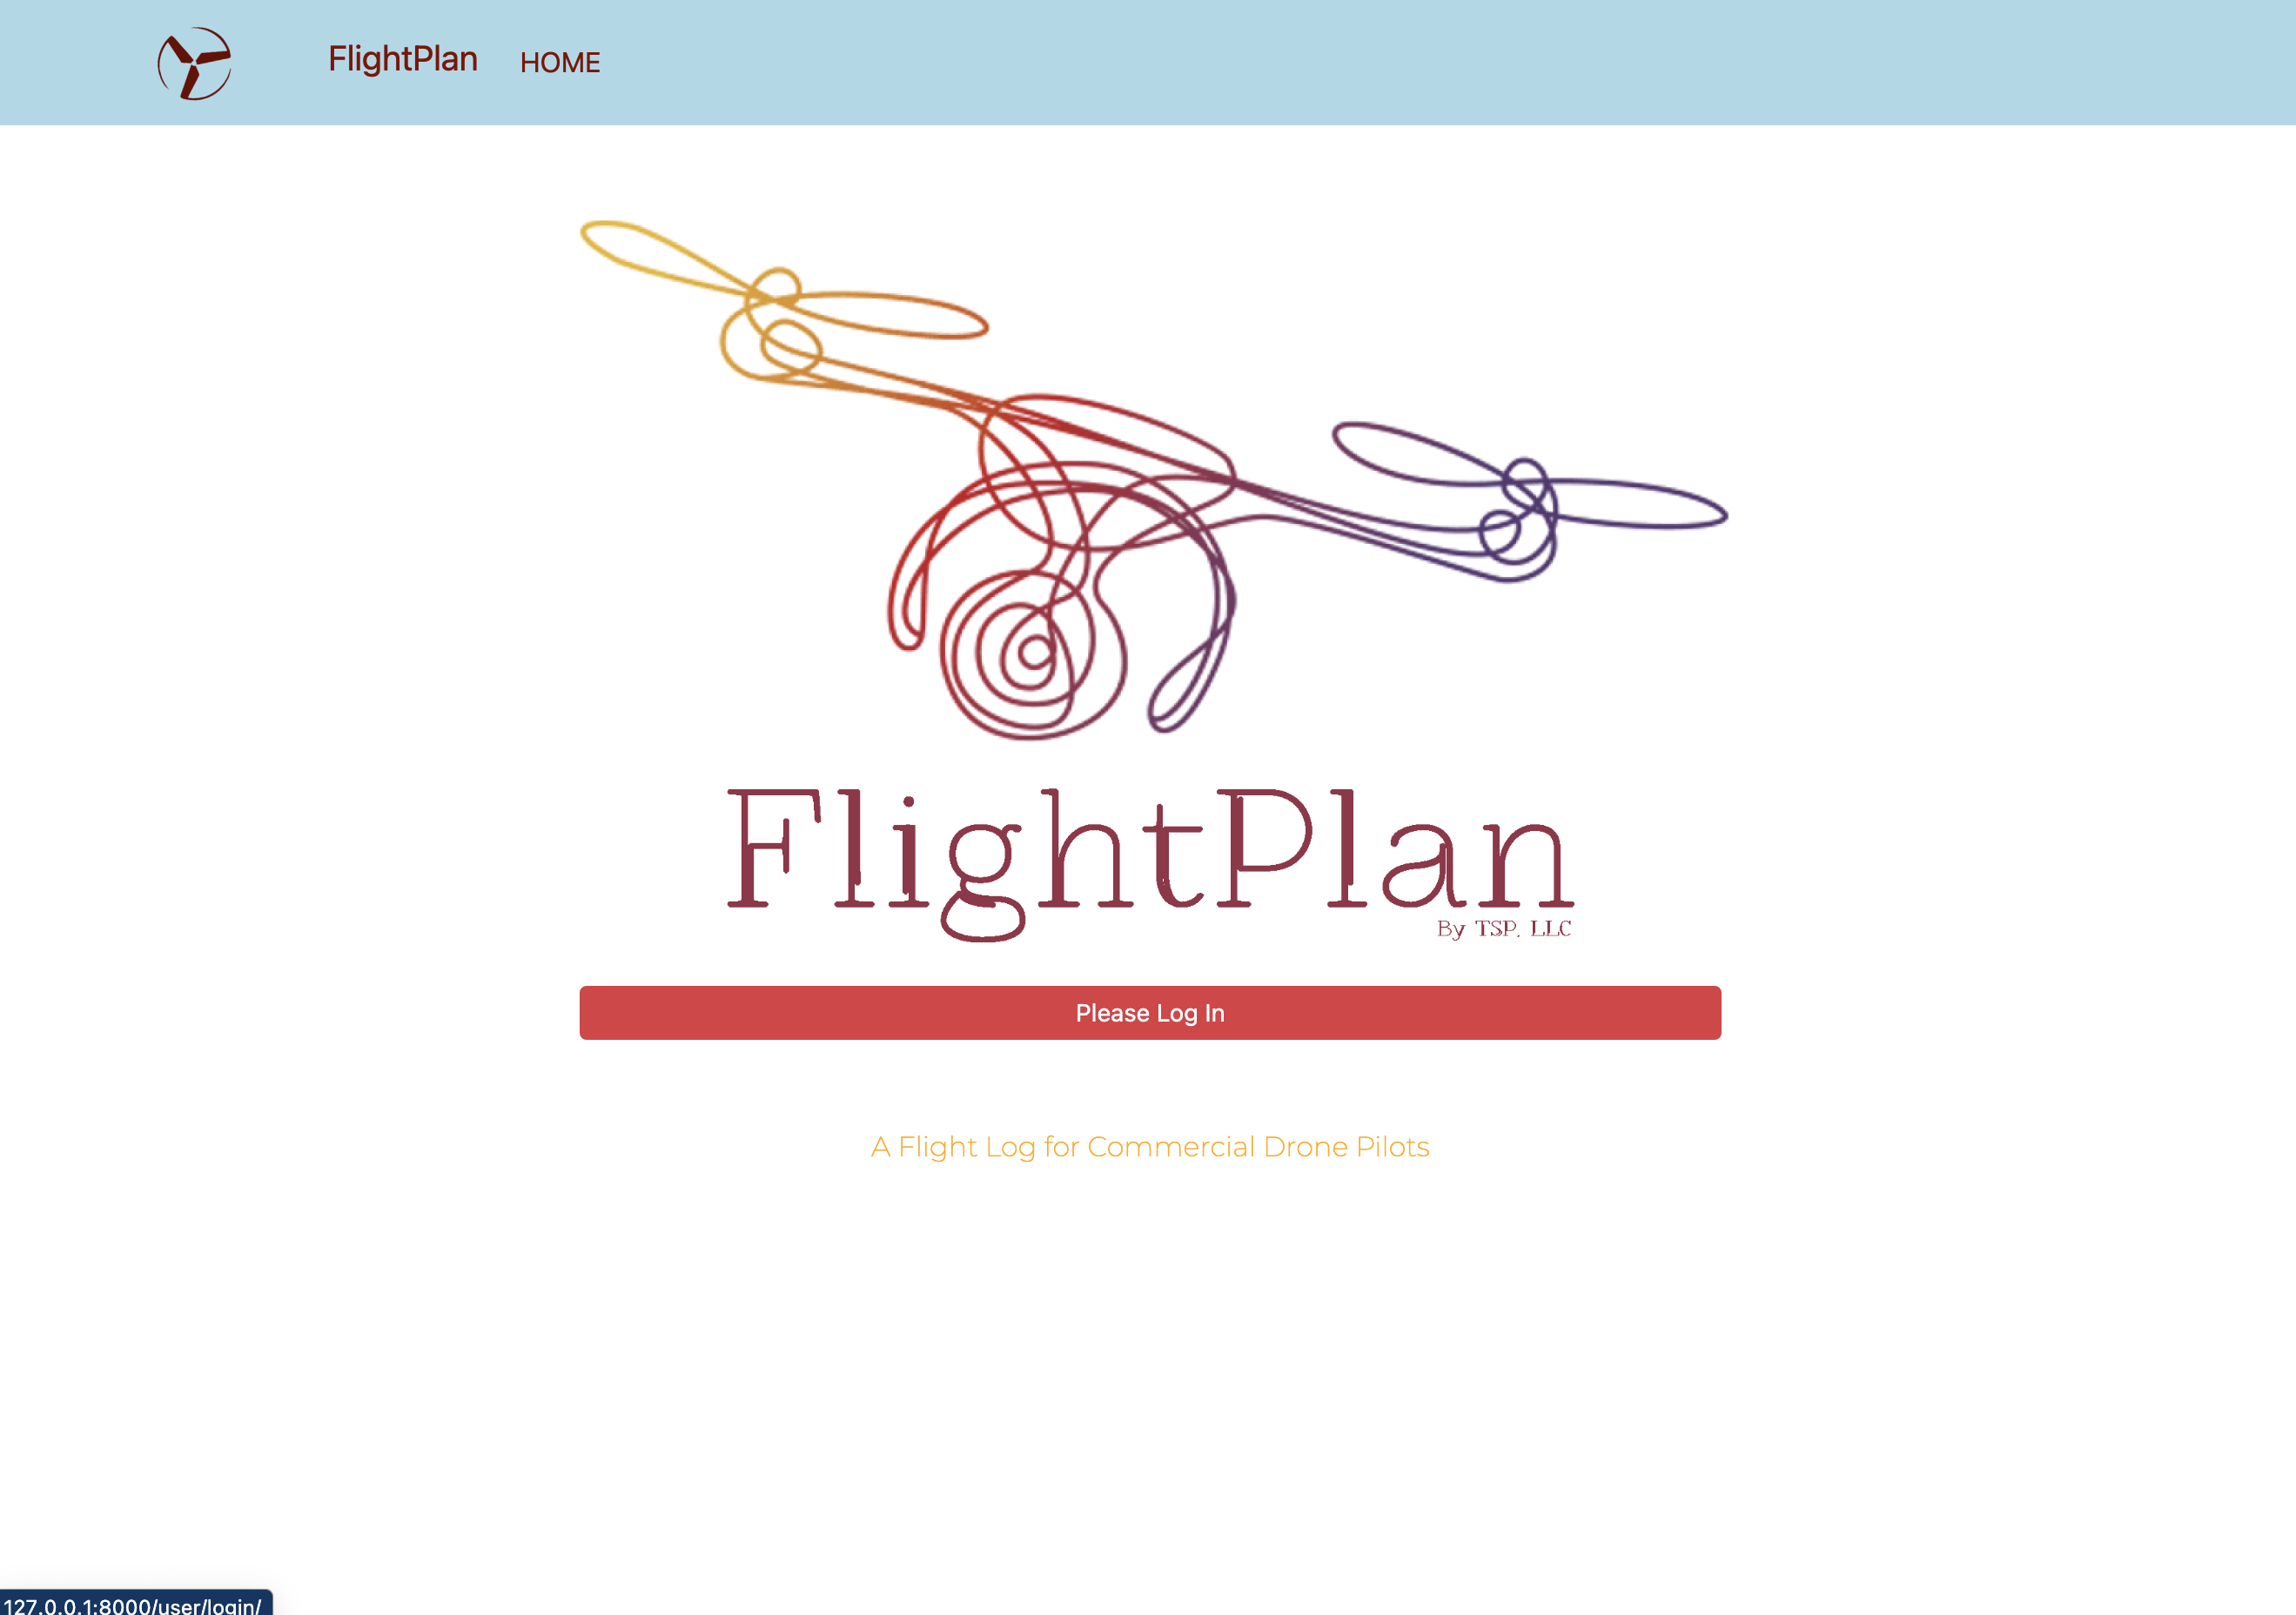 FlightPlan HOME
FlightPlan
By TSP, LLC
Please Log In
A Flight Log for Commercial Drone Pilots
127.0.0.1:8000/user/login/